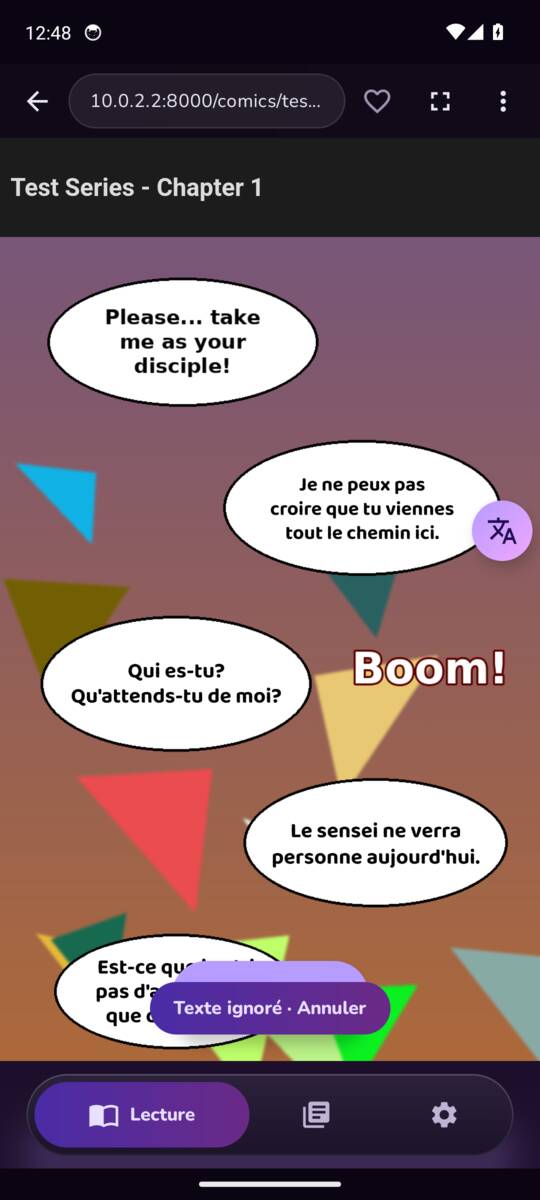 12:48
10.0.2.2:8000/comics/tes...
Test Series - Chapter 1
Please... take
me as your
disciple!
Je ne peux pas
croire que tu viennes
tout le chemin ici.
Qui es-tu?
Qu'attends-tu de moi?
Boom!
Le sensei ne verra
personne aujourd'hui.
Est-ce que
pas
que
Texte ignoré · Annuler
Lecture